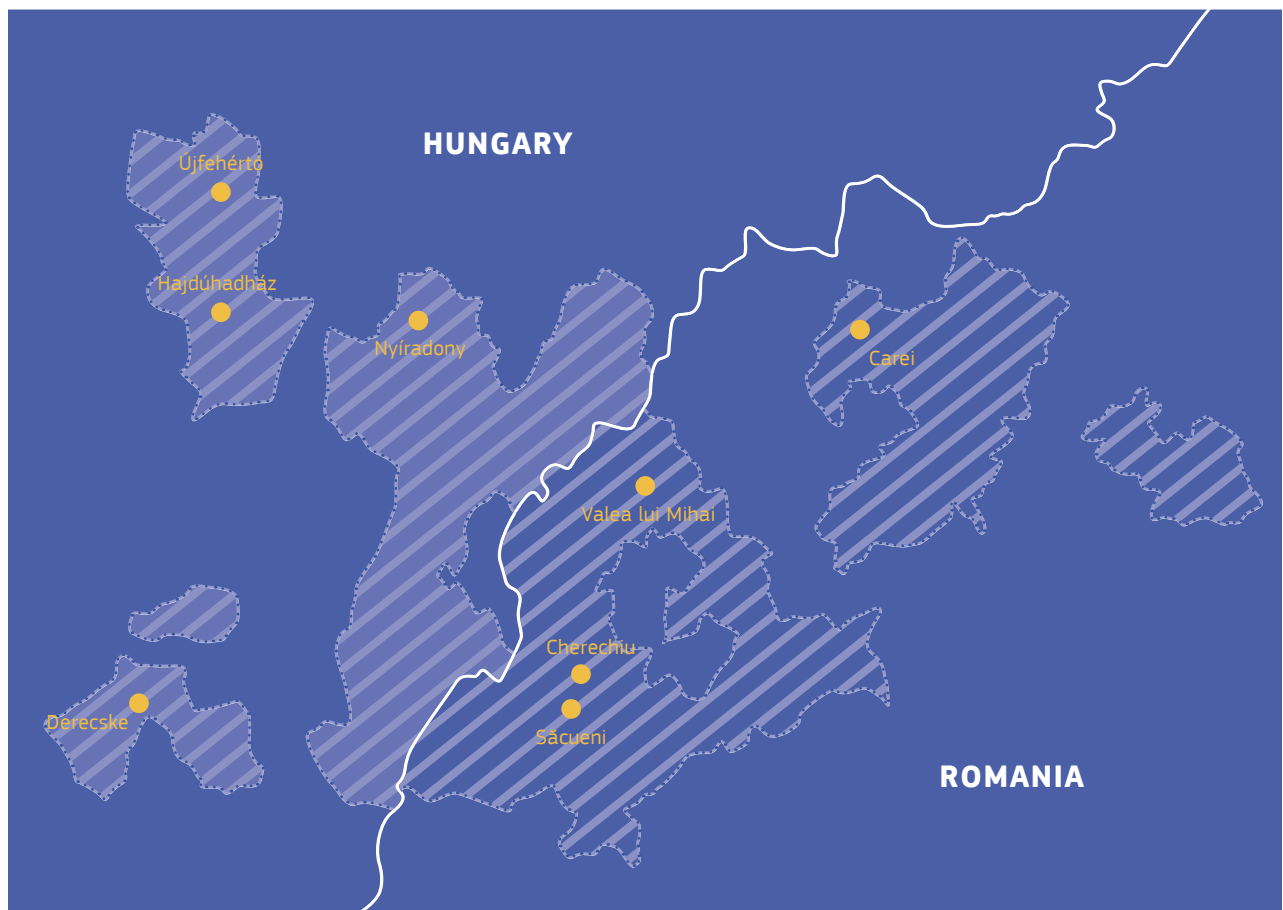 HUNGARY
Újfehértó
Hajdúhadház
Nyíradony
Carei
Valea lui Mihai
Cherechiu
Derecske
Săcueni
ROMANIA